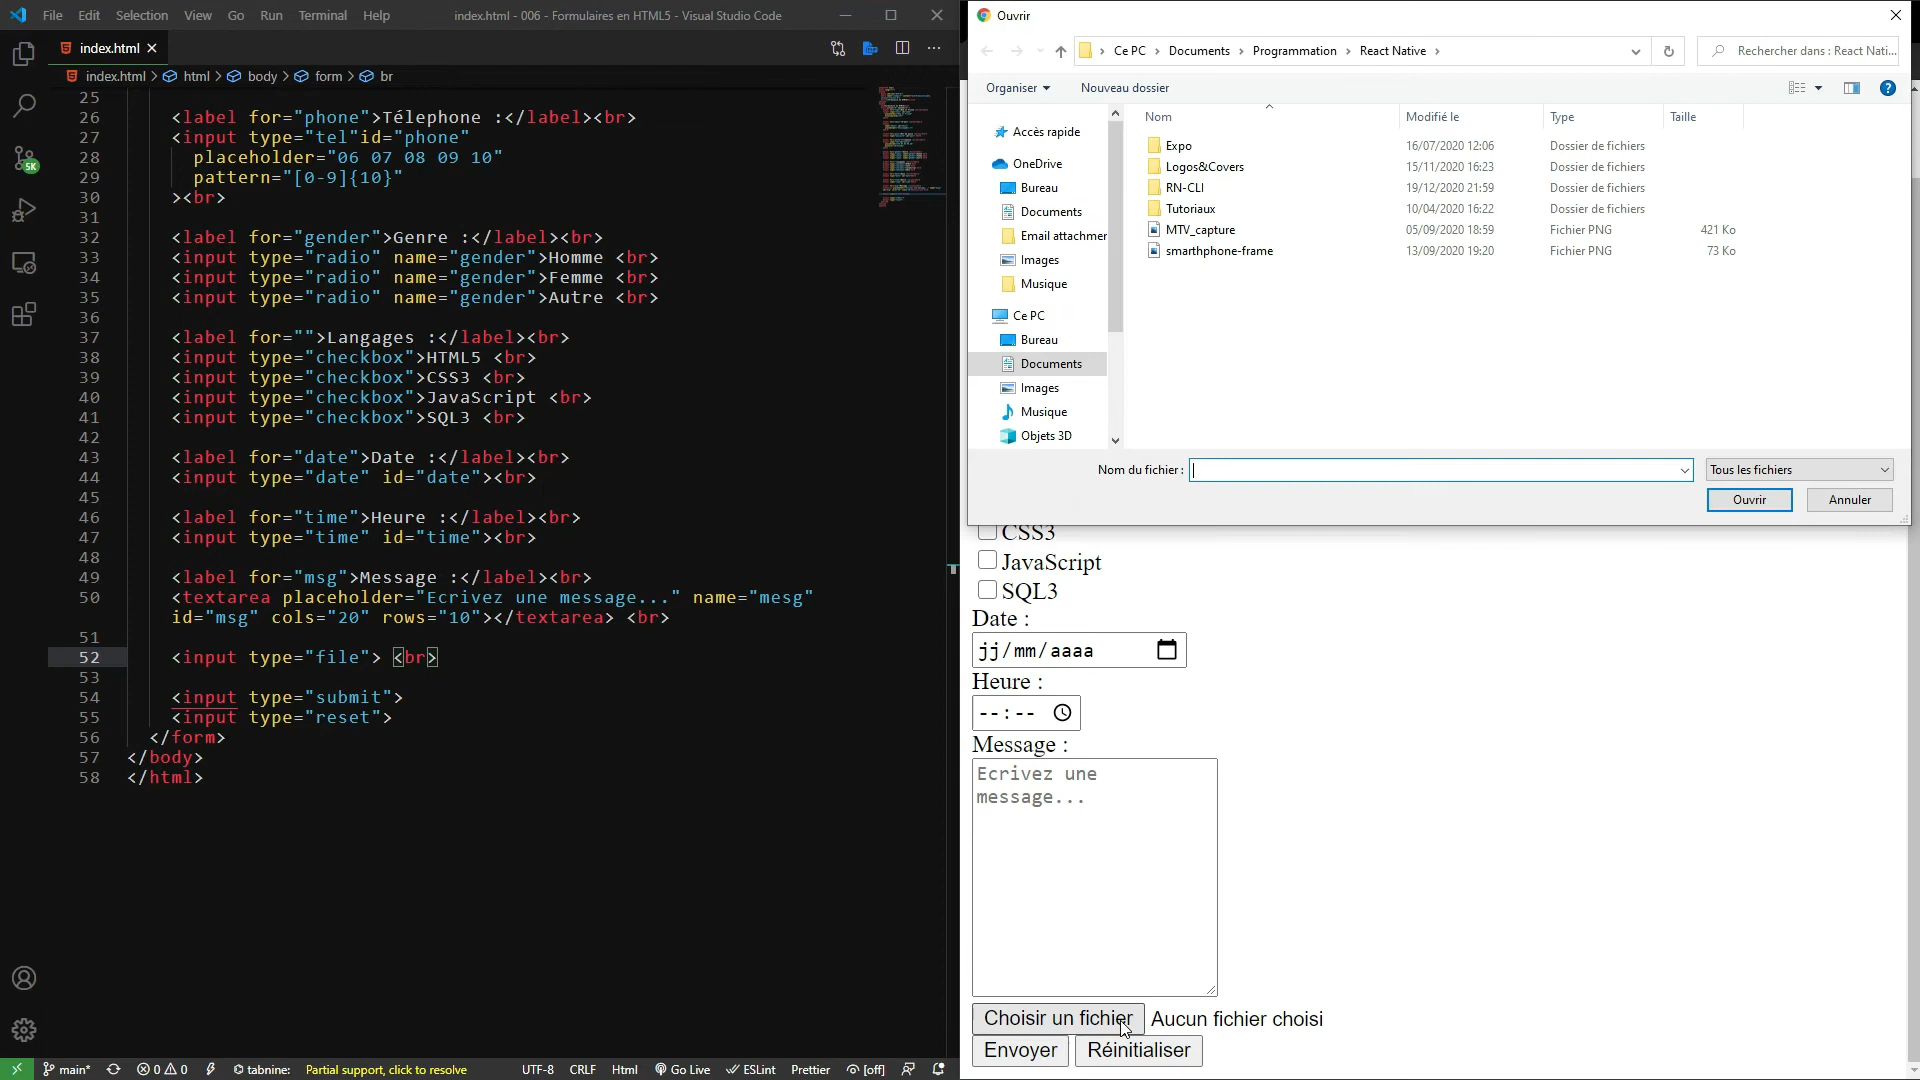 File Edit Selection View Go Run Terminal Help index.html - 006 - Formulaires en HTML5 - Visual Studio Code
index.html
index.html > html > body > form > br
25
26 <label for="phone">Télephone :</label><br>
27 <input type="tel"id="phone"
28 placeholder="06 07 08 09 10"
29 pattern="[0-9]{10}"
30 ><br>
31
32 <label for="gender">Genre :</label><br>
33 <input type="radio" name="gender">Homme <br>
34 <input type="radio" name="gender">Femme <br>
35 <input type="radio" name="gender">Autre <br>
36
37 <label for="">Langages :</label><br>
38 <input type="checkbox">HTML5 <br>
39 <input type="checkbox">CSS3 <br>
40 <input type="checkbox">JavaScript <br>
41 <input type="checkbox">SQL3 <br>
42
43 <label for="date">Date :</label><br>
44 <input type="date" id="date"><br>
45
46 <label for="time">Heure :</label><br>
47 <input type="time" id="time"><br>
48
49 <label for="msg">Message :</label><br>
50 <textarea placeholder="Ecrivez une message..." name="mesg"
id="msg" cols="20" rows="10"></textarea> <br>
51
52 <input type="file"> <br>
53
54 <input type="submit">
55 <input type="reset">
56 </form>
57 </body>
58 </html>
5K
main* 0 0 tabnine: Partial support, click to resolve UTF-8 CRLF Html Go Live ESLint Prettier [off]
Ouvrir
Ce PC > Documents > Programmation > React Native >
Rechercher dans : React Nati...
Organiser Nouveau dossier
Accès rapide
OneDrive
Bureau
Documents
Email attachmer
Images
Musique
Ce PC
Bureau
Documents
Images
Musique
Objets 3D
Nom Modifié le Type Taille
Expo 16/07/2020 12:06 Dossier de fichiers
Logos&Covers 15/11/2020 16:23 Dossier de fichiers
RN-CLI 19/12/2020 21:59 Dossier de fichiers
Tutoriaux 10/04/2020 16:22 Dossier de fichiers
MTV_capture 05/09/2020 18:59 Fichier PNG 421 Ko
smarthphone-frame 13/09/2020 19:20 Fichier PNG 73 Ko
Nom du fichier : Tous les fichiers
Ouvrir Annuler
CSS3
JavaScript
SQL3
Date :
jj/mm/aaaa
Heure :
--:--
Message :
Ecrivez une
message...
Choisir un fichier Aucun fichier choisi
Envoyer Réinitialiser